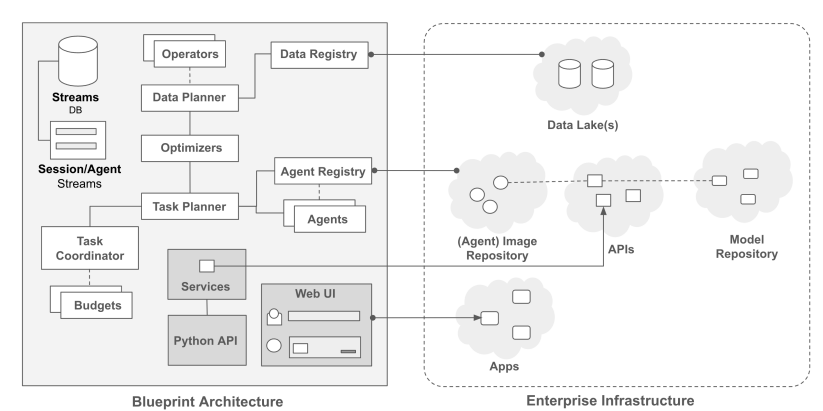 Operators
Data Registry
Streams
DB
Data Planner
Data Lake(s)
Optimizers
Session/Agent
Streams
Agent Registry
Task Planner
Agents
Task
Coordinator
(Agent) Image
Repository
APIs
Model
Repository
Services
Budgets
Web UI
Python API
Apps
Blueprint Architecture
Enterprise Infrastructure